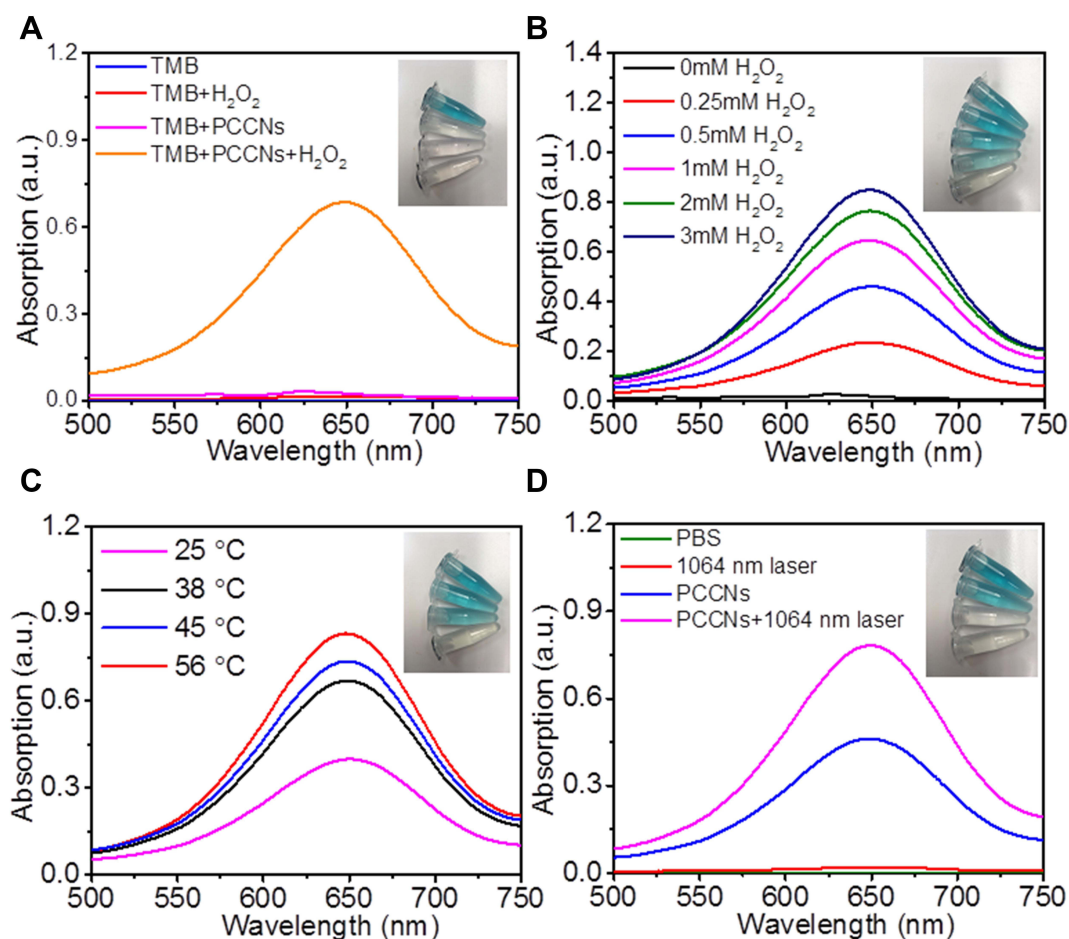 A
1.2
0.9
0.6
0.3
0.0
Absorption (a.u.)
TMB
TMB+H₂O₂
TMB+PCCNs
TMB+PCCNs+H₂O₂
500 550 600 650 700 750
Wavelength (nm)
B
1.4
1.2
1.0
0.8
0.6
0.4
0.2
0.0
Absorption (a.u.)
0mM H₂O₂
0.25mM H₂O₂
0.5mM H₂O₂
1mM H₂O₂
2mM H₂O₂
3mM H₂O₂
500 550 600 650 700 750
Wavelength (nm)
C
1.2
0.9
0.6
0.3
0.0
Absorption (a.u.)
25 °C
38 °C
45 °C
56 °C
500 550 600 650 700 750
Wavelength (nm)
D
1.2
0.9
0.6
0.3
0.0
Absorption (a.u.)
PBS
1064 nm laser
PCCNs
PCCNs+1064 nm laser
500 550 600 650 700 750
Wavelength (nm)